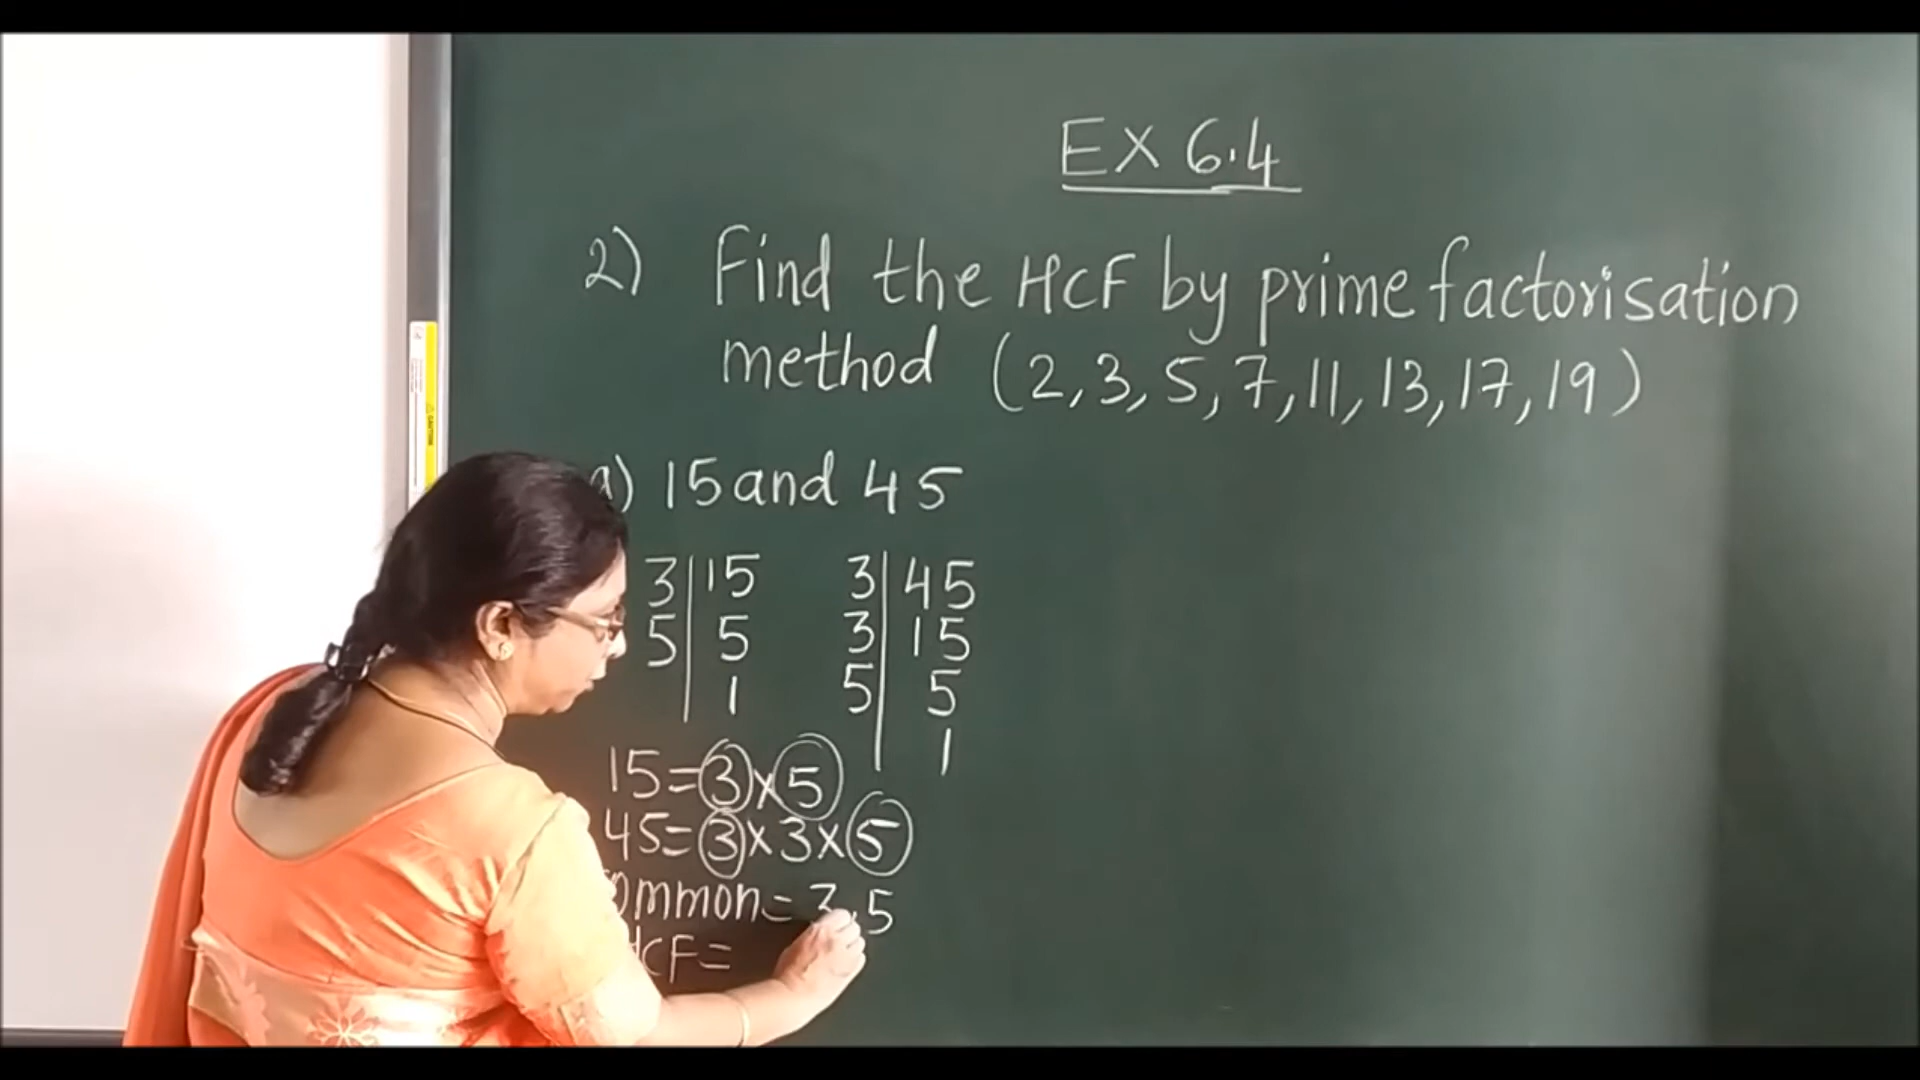 EX 6.4
2) Find the HCF by prime factorisation
method (2, 3, 5, 7, 11, 13, 17, 19)
a) 15 and 45
3 | 15 3 | 45
5 | 5 3 | 15
1 5 | 5
1
15 = 3 × 5
45 = 3 × 3 × 5
ommon = 3, 5
HCF =